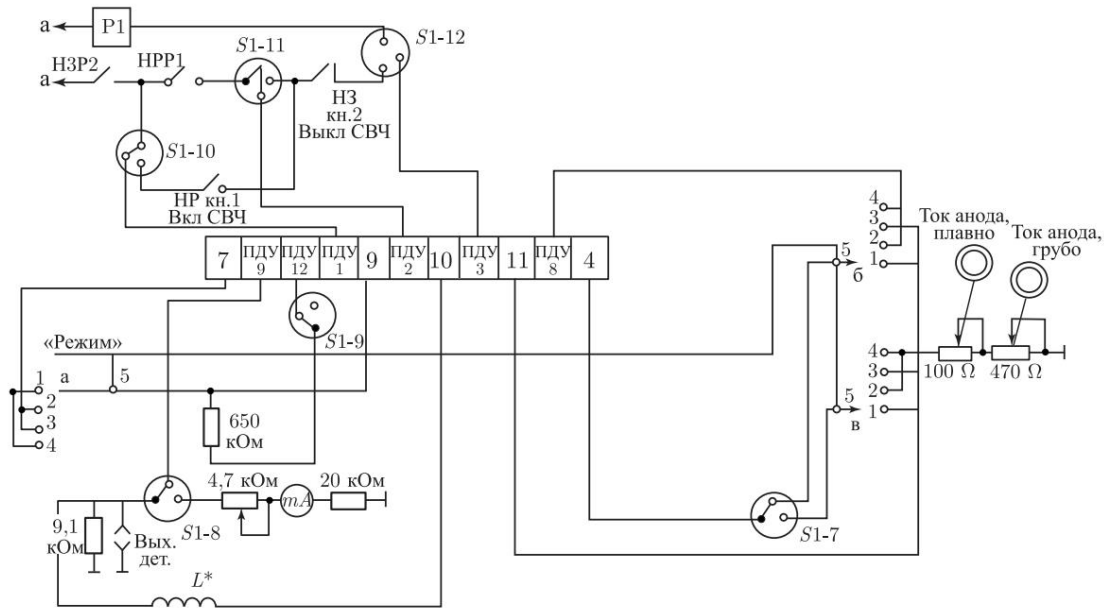 а
Р1
S1-12
НЗР2
НРР1
S1-11
а
НЗ
кн.2
Выкл СВЧ
S1-10
НР кн.1
Вкл СВЧ
7
ПДУ
9
ПДУ
12
ПДУ
1
9
ПДУ
2
10
ПДУ
3
11
ПДУ
8
4
4
3
2
1
5
б
Ток анода,
плавно
Ток анода,
грубо
S1-9
«Режим»
1
а
5
2
3
4
650
кОм
4
3
2
1
5
в
100 Ω
470 Ω
4,7 кОм
mA
20 кОм
S1-8
9,1
кОм
Вых.
дет.
S1-7
L*